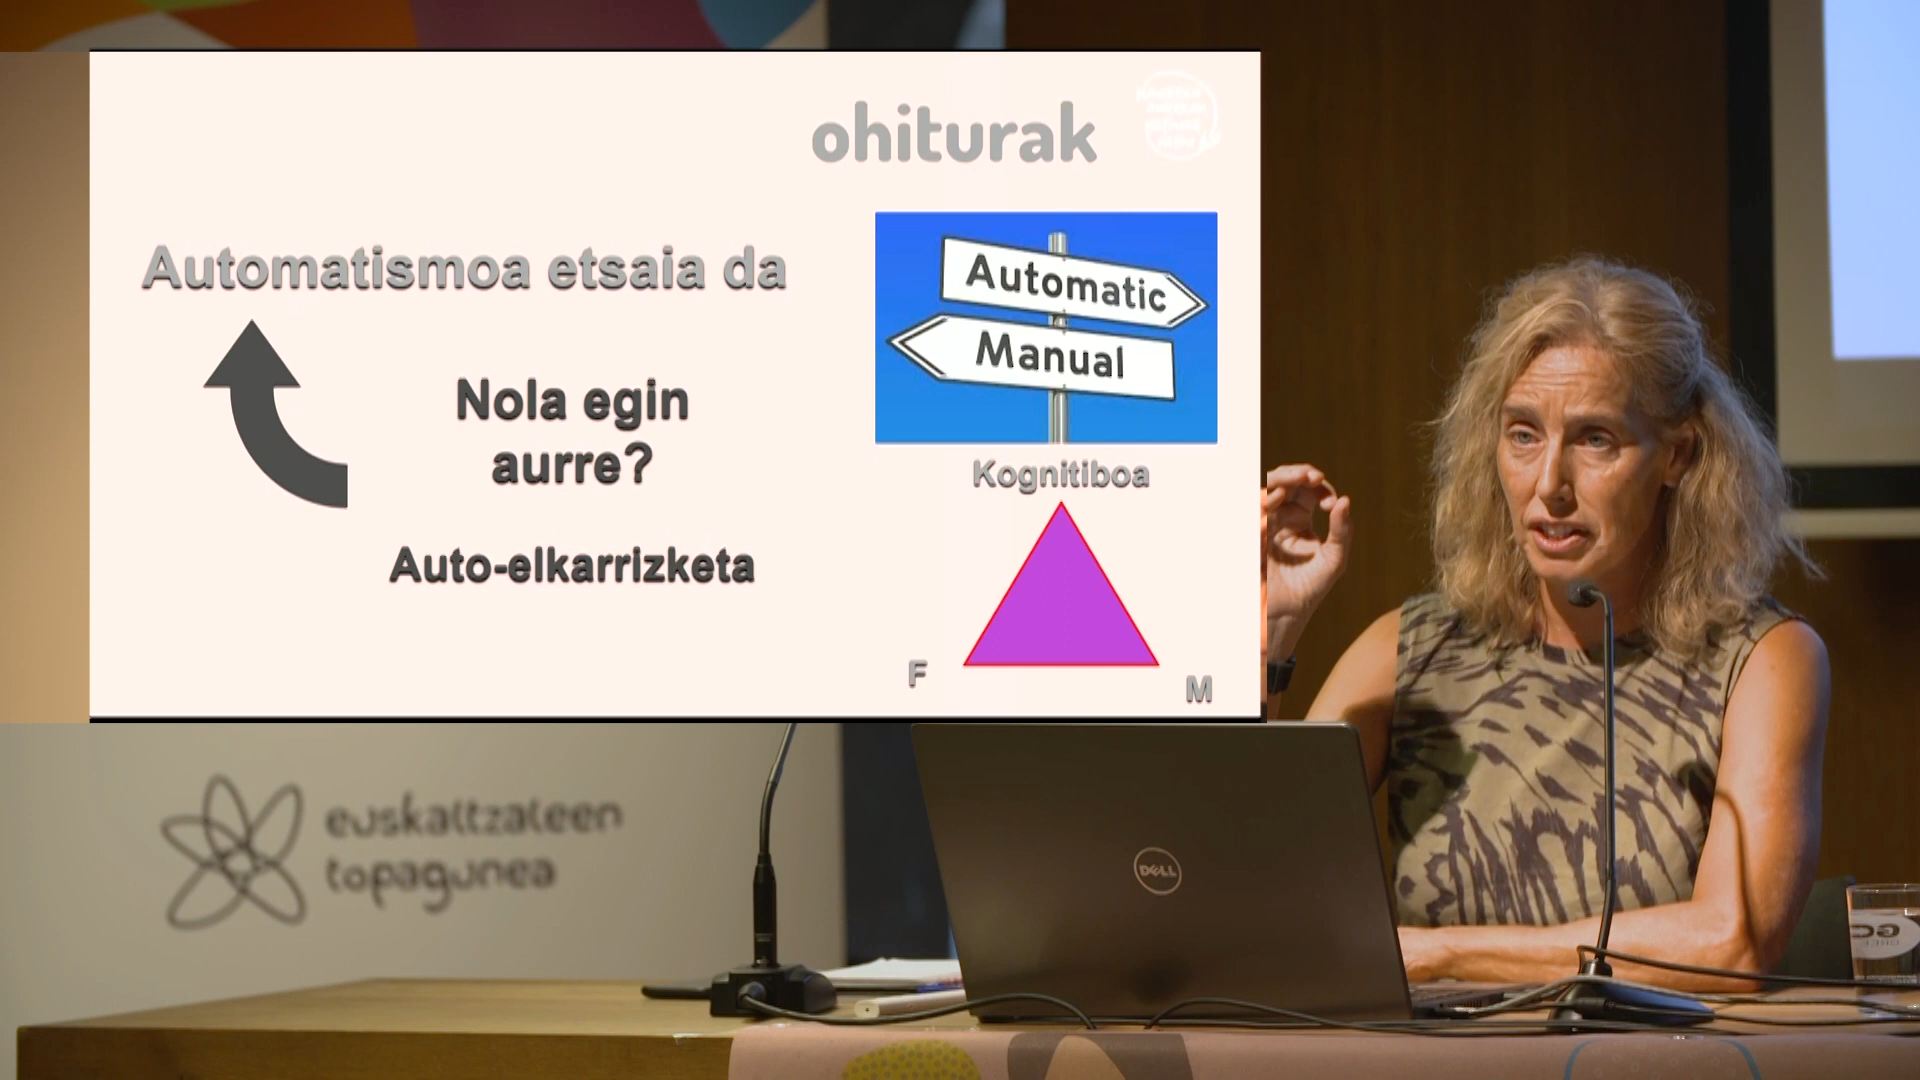 ohiturak
Automatismoa etsaia da
Automatic
Manual
Nola egin
aurre?
Kognitiboa
Auto-elkarrizketa
F
M
euskaltzaleen
topagunea
DELL